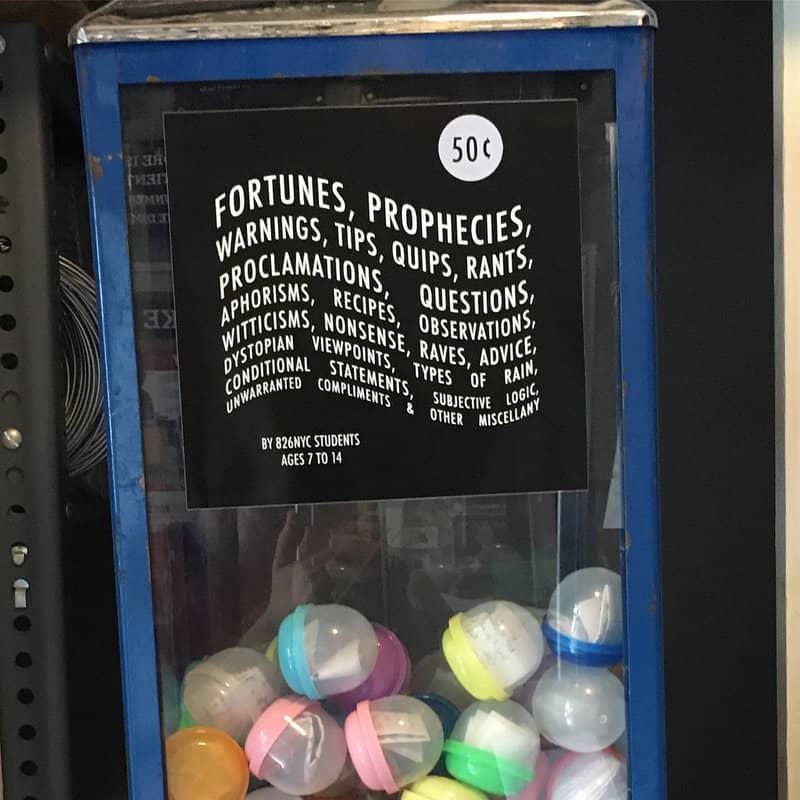 50¢
FORTUNES, PROPHECIES,
WARNINGS, TIPS, QUIPS, RANTS,
PROCLAMATIONS, QUESTIONS,
APHORISMS, RECIPES, OBSERVATIONS,
WITTICISMS, NONSENSE, RAVES, ADVICE,
DYSTOPIAN VIEWPOINTS, TYPES OF RAIN,
CONDITIONAL STATEMENTS, SUBJECTIVE LOGIC,
UNWARRANTED COMPLIMENTS & OTHER MISCELLANY
BY 826NYC STUDENTS
AGES 7 TO 14